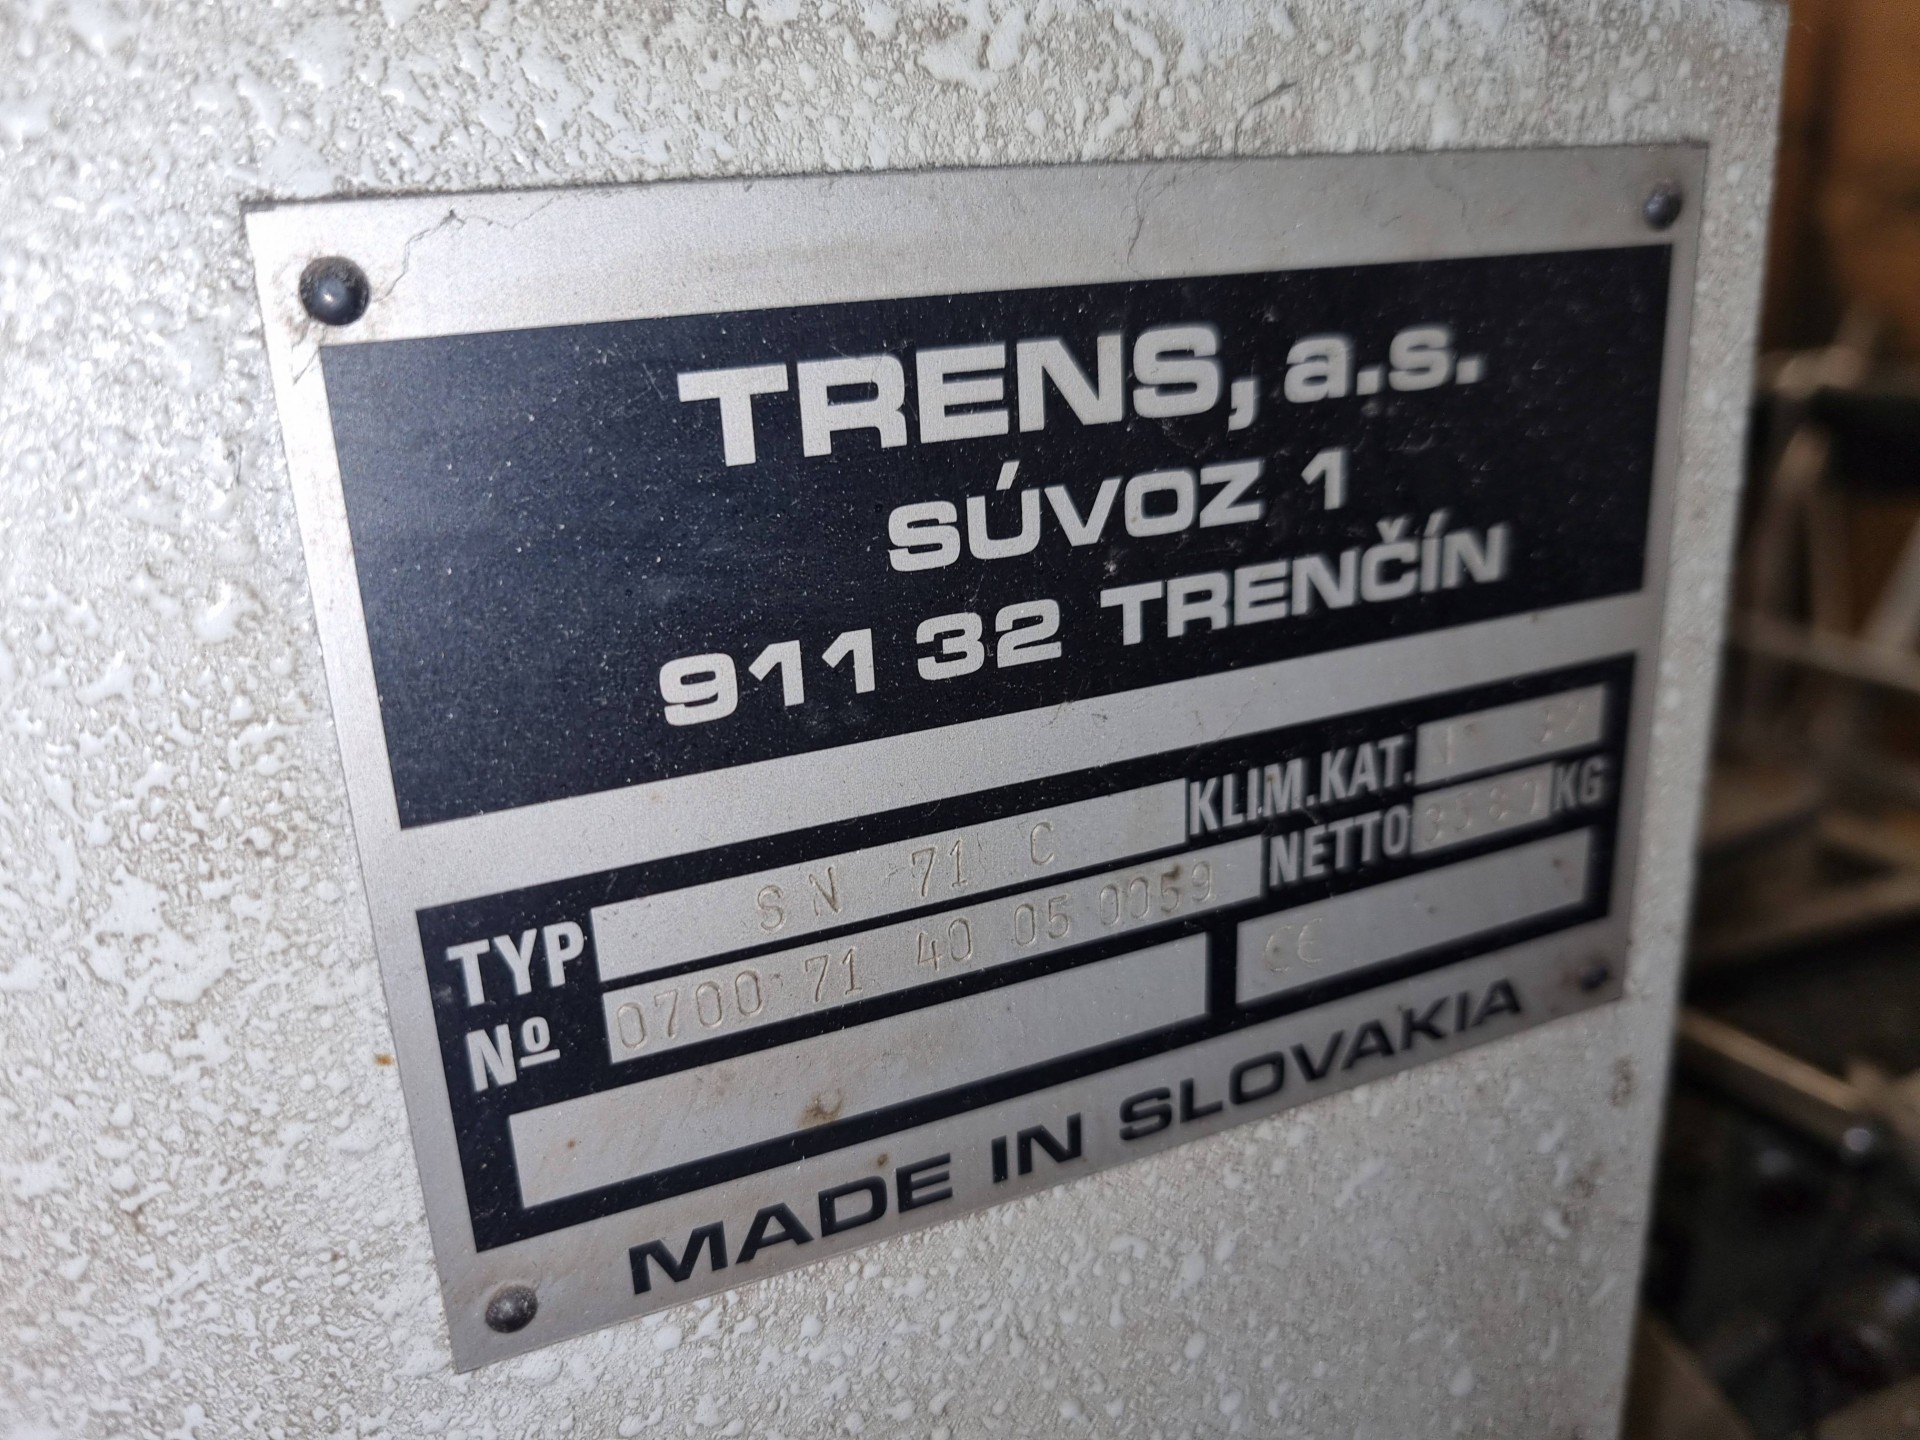 TRENS, a.s.
SÚVOZ 1
911 32 TRENČÍN
TYP SN 71 C KLIM.KAT.
Nº 0700 71 40 05 0059 NETTO KG
CE
MADE IN SLOVAKIA